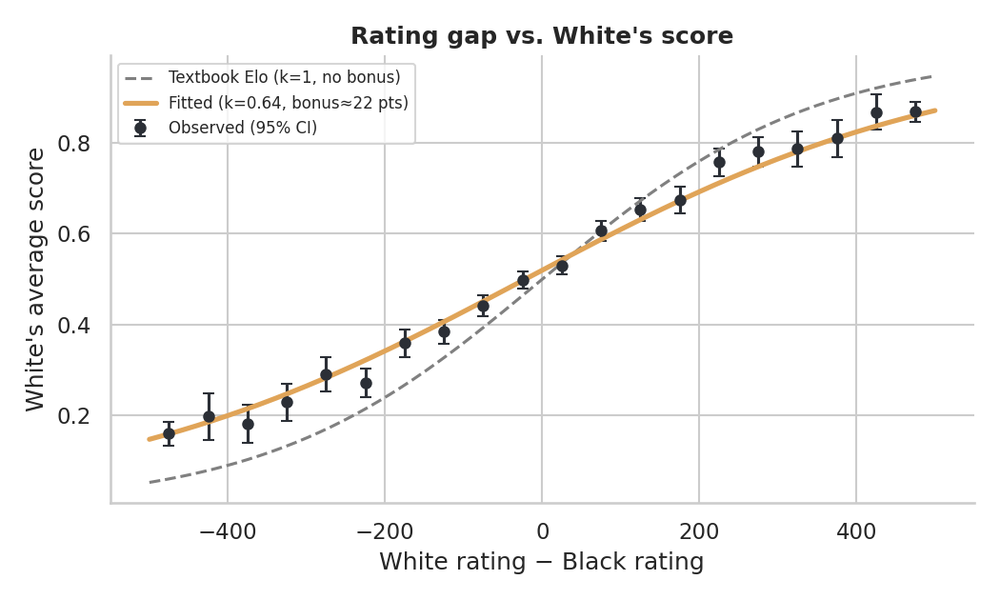 Rating gap vs. White's score
Textbook Elo (k=1, no bonus)
Fitted (k=0.64, bonus≈22 pts)
Observed (95% CI)
White's average score
0.8
0.6
0.4
0.2
−400
−200
0
200
400
White rating − Black rating